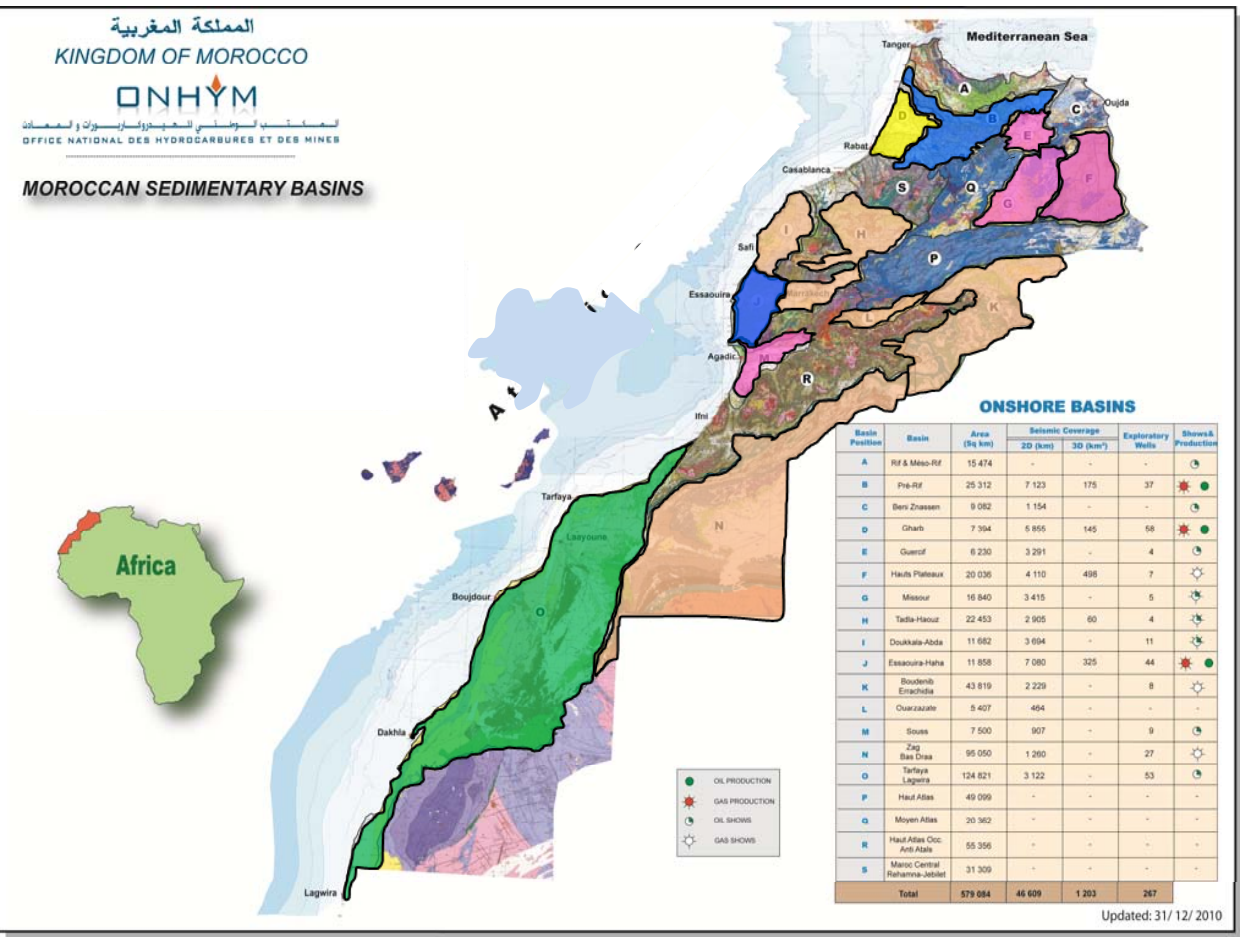 المملكة المغربية
KINGDOM OF MOROCCO
ONHYM
المكتب الوطني للهيدروكاربورات و المعادن
OFFICE NATIONAL DES HYDROCARBURES ET DES MINES
MOROCCAN SEDIMENTARY BASINS
Mediterranean Sea
Tanger
A
C
Oujda
D
B
E
Rabat
Casablanca
S
Q
F
G
I
H
Safi
P
Essaouira
J
Marrakech
K
L
Agadic
M
R
A
Ifni
Tarfaya
Laayoune
N
Africa
Boujdour
O
Dakhla
Lagwira
ONSHORE BASINS
Basin Position Basin Area (Sq km) Seismic Coverage 2D (km) 3D (km²) Exploratory Wells Shows& Production
A Rif & Méso-Rif 15 474 - - -
B Pré-Rif 25 312 7 123 175 37
C Beni Znassen 9 082 1 154 - -
D Gharb 7 394 5 855 145 58
E Guercif 6 230 3 291 - 4
F Hauts Plateaux 20 036 4 110 498 7
G Missour 16 840 3 415 - 5
H Tadla-Haouz 22 453 2 905 60 4
I Doukkala-Abda 11 682 3 694 - 11
J Essaouira-Haha 11 858 7 080 325 44
K Boudenib Errachidia 43 819 2 229 - 8
L Ouarzazate 5 407 464 - - -
M Souss 7 500 907 - 9
N Zag Bas Draa 95 050 1 260 - 27
O Tarfaya Lagwira 124 821 3 122 - 53
P Haut Atlas 49 099 - - - -
Q Moyen Atlas 20 362 - - - -
R Haut Atlas Occ. Anti Atals 55 356 - - - -
S Maroc Central Rehamna-Jebilet 31 309 - - - -
Total 579 084 46 609 1 203 267
OIL PRODUCTION
GAS PRODUCTION
OIL SHOWS
GAS SHOWS
Updated: 31/ 12/ 2010